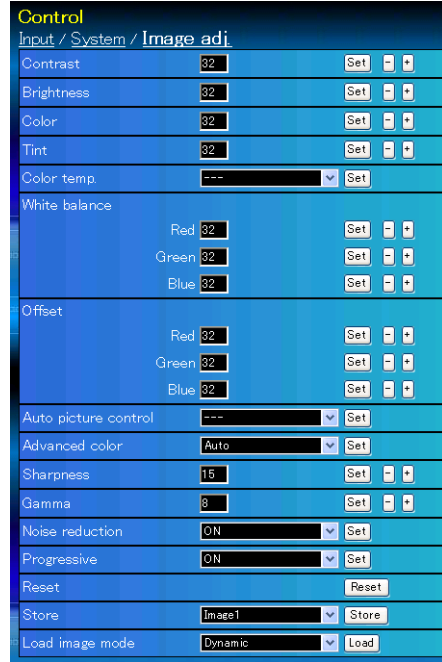 Control
Input / System / Image adj.
Contrast 32 Set - +
Brightness 32 Set - +
Color 32 Set - +
Tint 32 Set - +
Color temp. --- Set
White balance
Red 32 Set - +
Green 32 Set - +
Blue 32 Set - +
Offset
Red 32 Set - +
Green 32 Set - +
Blue 32 Set - +
Auto picture control --- Set
Advanced color Auto Set
Sharpness 15 Set - +
Gamma 8 Set - +
Noise reduction ON Set
Progressive ON Set
Reset Reset
Store Image1 Store
Load image mode Dynamic Load